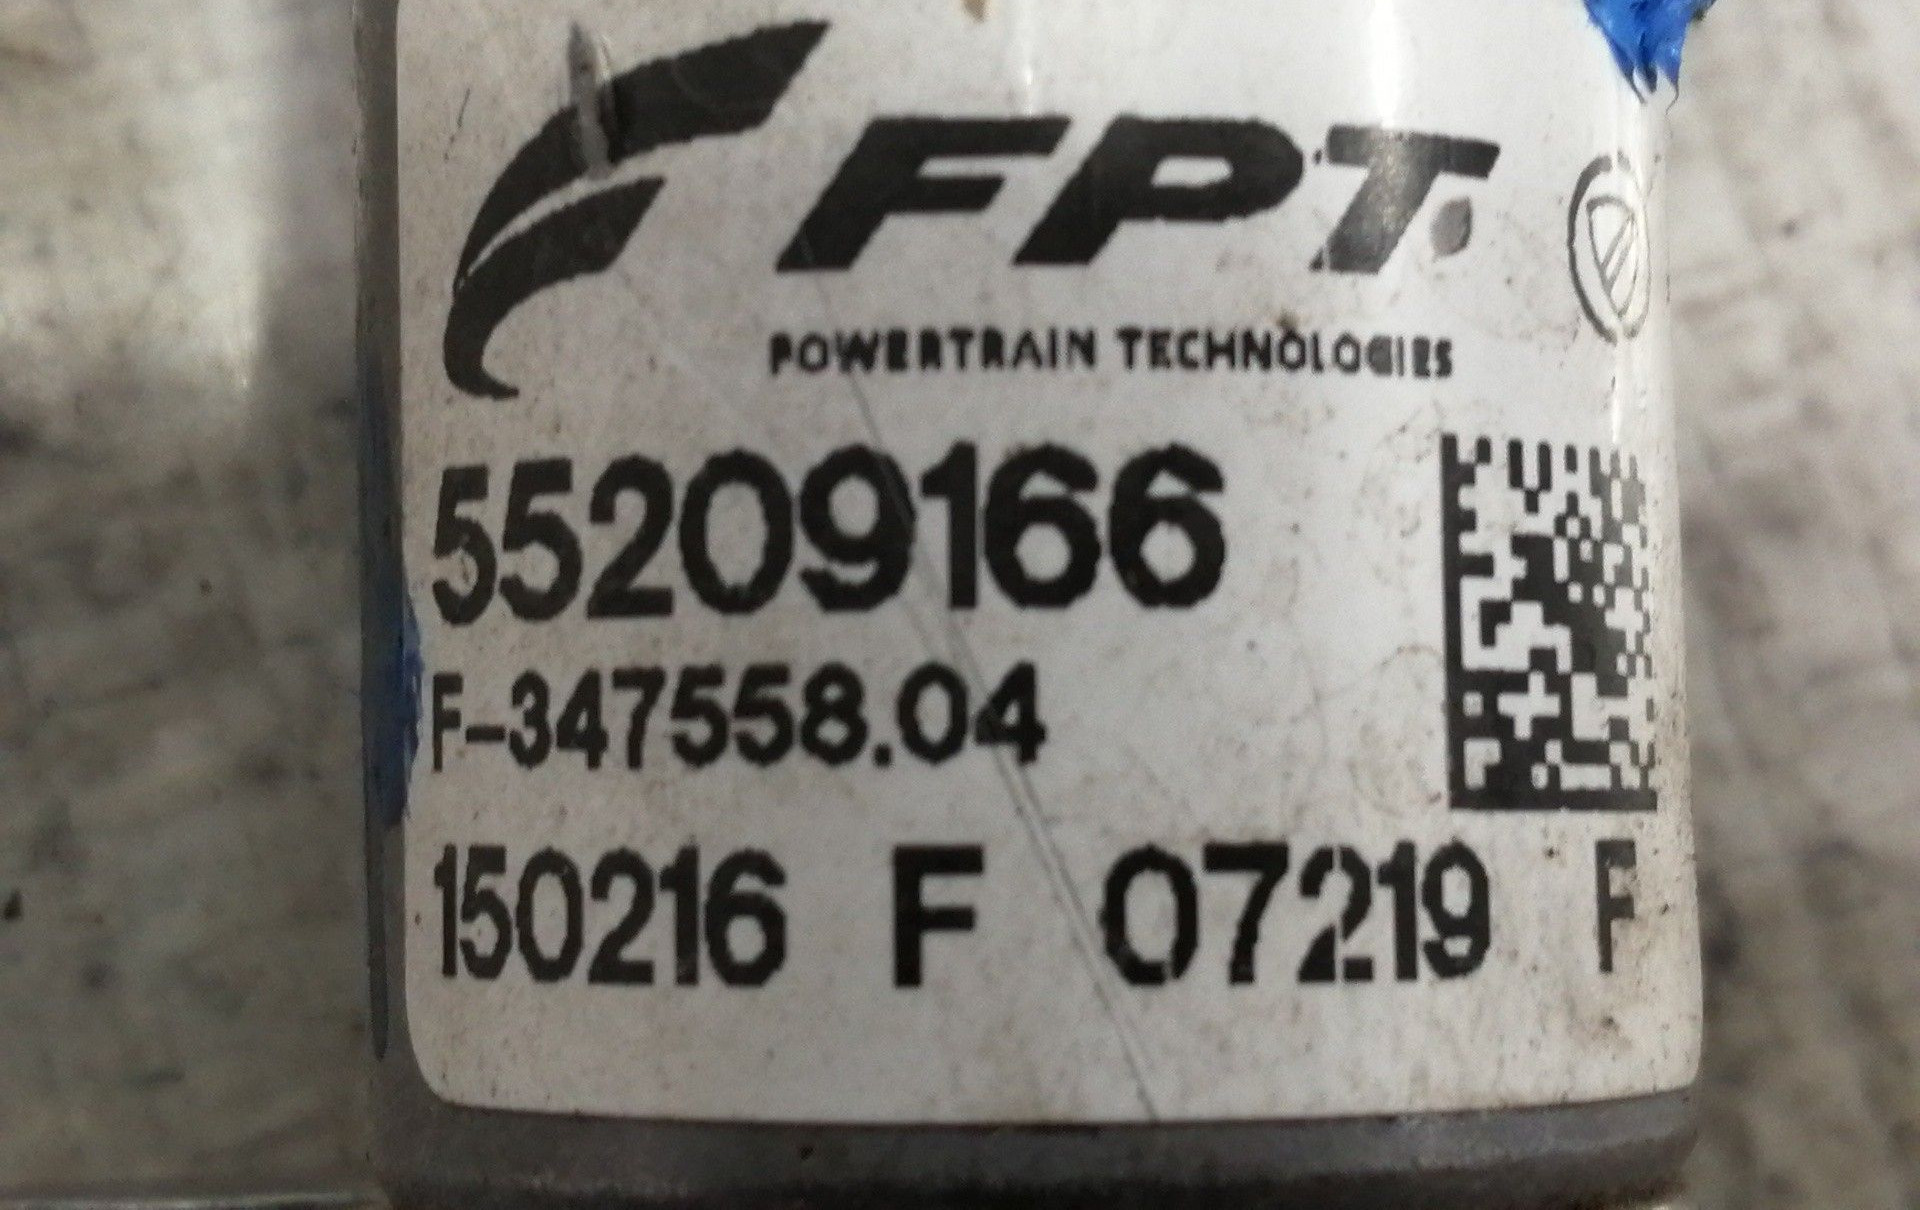 FPT
POWERTRAIN TECHNOLOGIES
55209166
F-347558.04
150216 F 07219 F